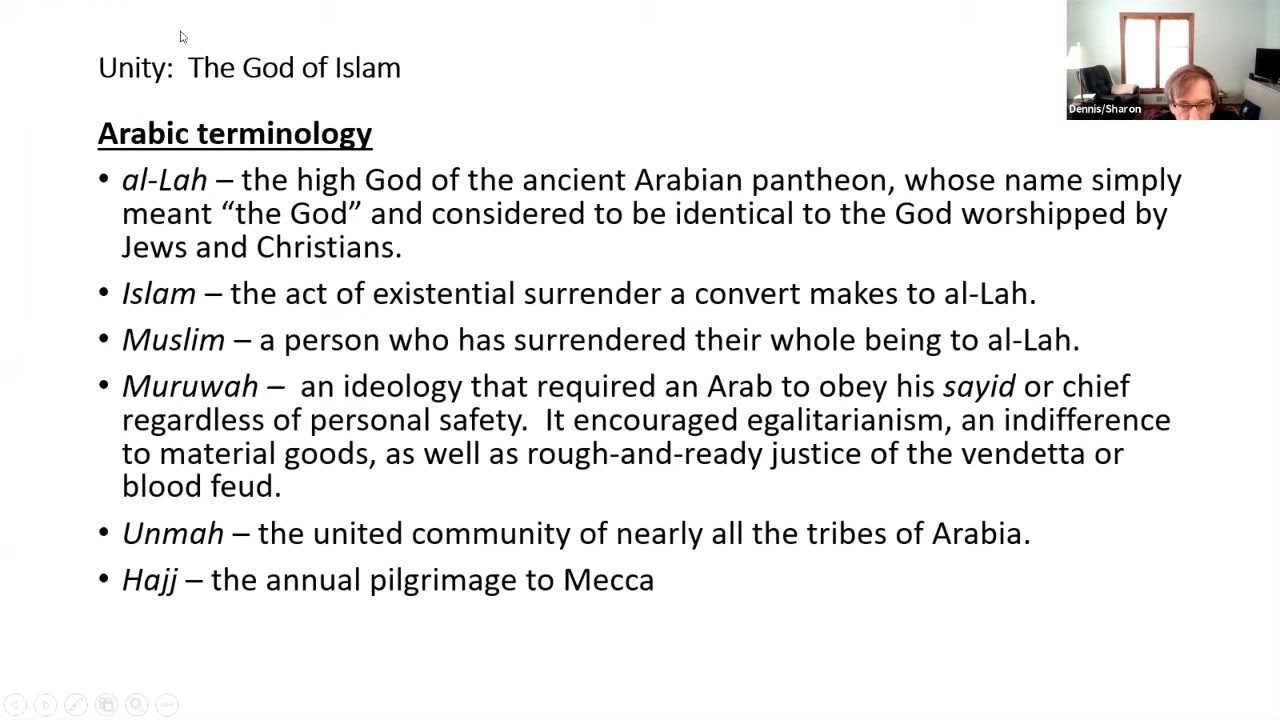 Unity:  The God of Islam
Dennis/Sharon
Arabic terminology
• al-Lah – the high God of the ancient Arabian pantheon, whose name simply
meant “the God” and considered to be identical to the God worshipped by
Jews and Christians.
• Islam – the act of existential surrender a convert makes to al-Lah.
• Muslim – a person who has surrendered their whole being to al-Lah.
• Muruwah –  an ideology that required an Arab to obey his sayid or chief
regardless of personal safety.  It encouraged egalitarianism, an indifference
to material goods, as well as rough-and-ready justice of the vendetta or
blood feud.
• Unmah – the united community of nearly all the tribes of Arabia.
• Hajj – the annual pilgrimage to Mecca